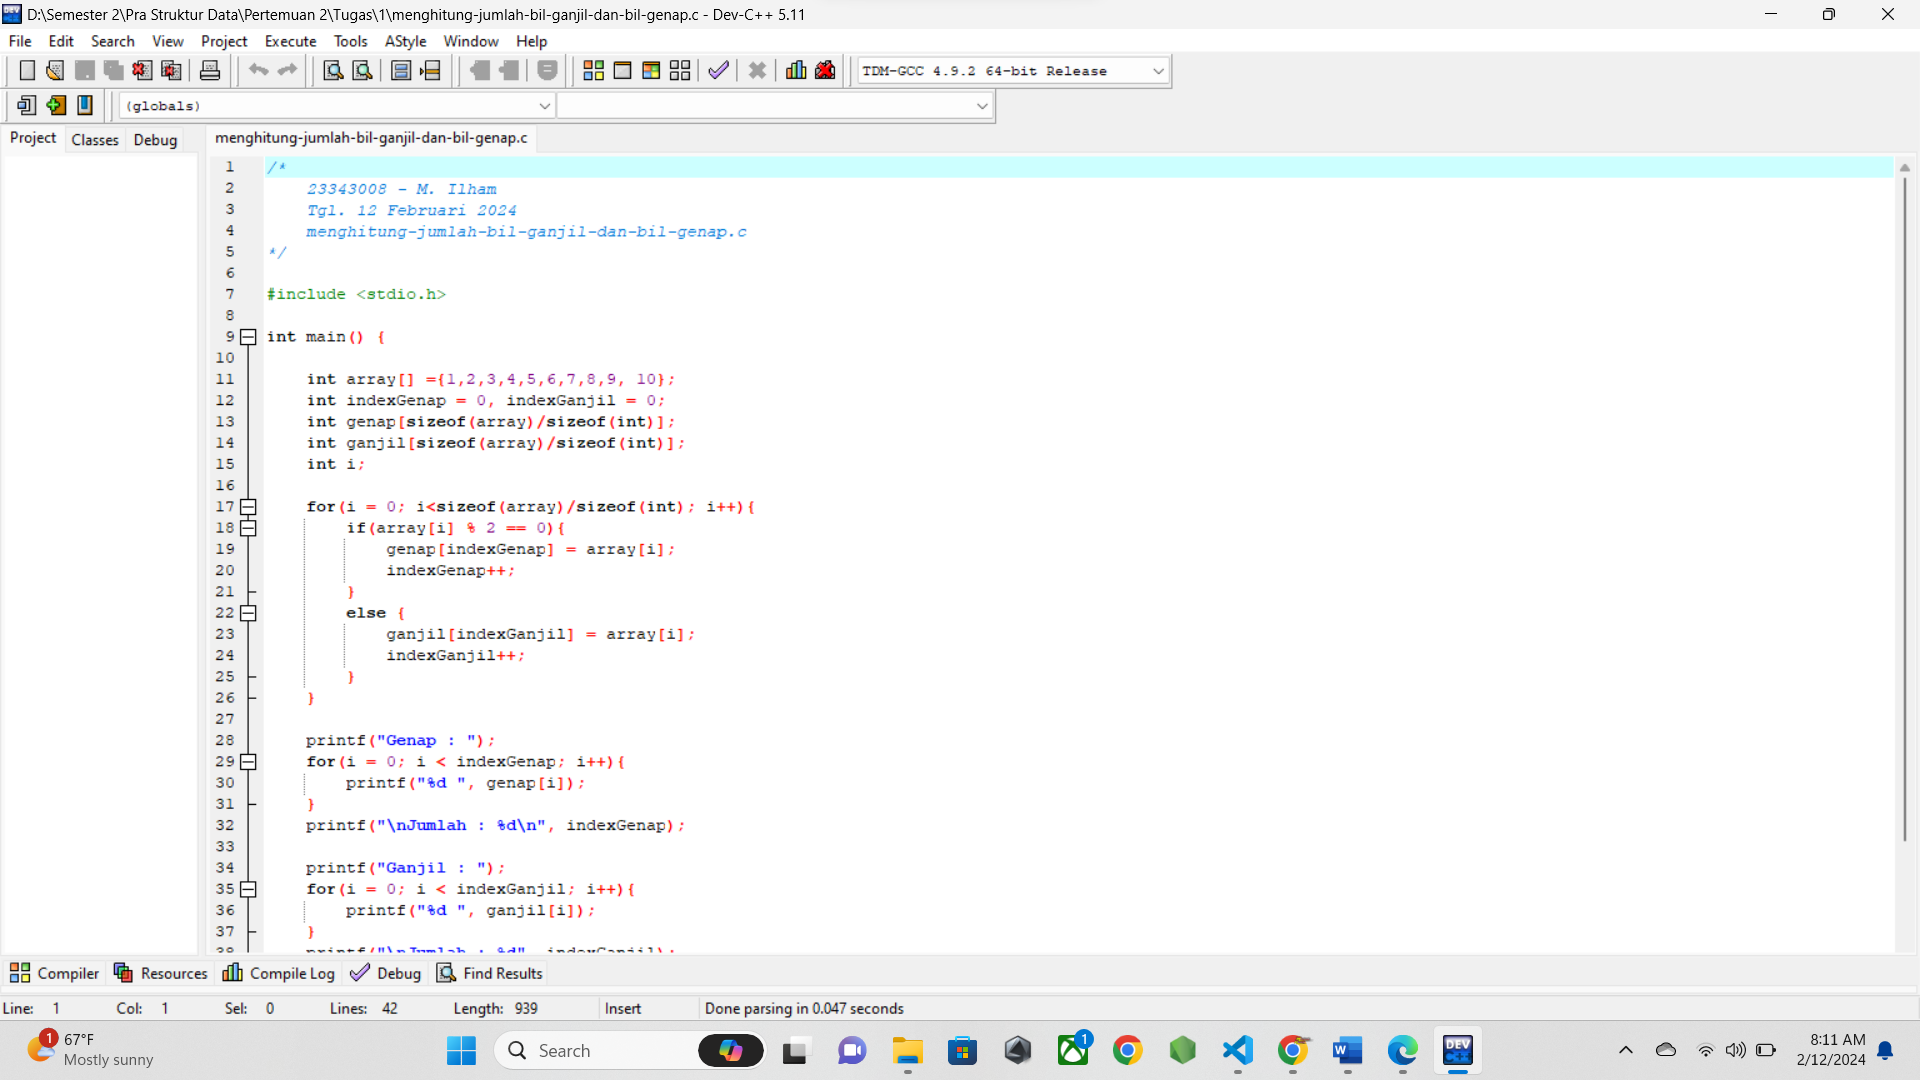 D:\Semester 2\Pra Struktur Data\Pertemuan 2\Tugas\1\menghitung-jumlah-bil-ganjil-dan-bil-genap.c - Dev-C++ 5.11
File Edit Search View Project Execute Tools AStyle Window Help
TDM-GCC 4.9.2 64-bit Release
(globals)
Project Classes Debug menghitung-jumlah-bil-ganjil-dan-bil-genap.c
1 /*
2 23343008 - M. Ilham
3 Tgl. 12 Februari 2024
4 menghitung-jumlah-bil-ganjil-dan-bil-genap.c
5 */
6
7 #include <stdio.h>
8
9 int main() {
10
11 int array[] ={1,2,3,4,5,6,7,8,9, 10};
12 int indexGenap = 0, indexGanjil = 0;
13 int genap[sizeof(array)/sizeof(int)];
14 int ganjil[sizeof(array)/sizeof(int)];
15 int i;
16
17 for(i = 0; i<sizeof(array)/sizeof(int); i++){
18 if(array[i] % 2 == 0){
19 genap[indexGenap] = array[i];
20 indexGenap++;
21 }
22 else {
23 ganjil[indexGanjil] = array[i];
24 indexGanjil++;
25 }
26 }
27
28 printf("Genap : ");
29 for(i = 0; i < indexGenap; i++){
30 printf("%d ", genap[i]);
31 }
32 printf("\nJumlah : %d\n", indexGenap);
33
34 printf("Ganjil : ");
35 for(i = 0; i < indexGanjil; i++){
36 printf("%d ", ganjil[i]);
37 }
38 printf("\nJumlah : %d", indexGanjil);
Compiler Resources Compile Log Debug Find Results
Line: 1 Col: 1 Sel: 0 Lines: 42 Length: 939 Insert Done parsing in 0.047 seconds
1 67°F
Mostly sunny
Search
1
DEV
C++
8:11 AM
2/12/2024